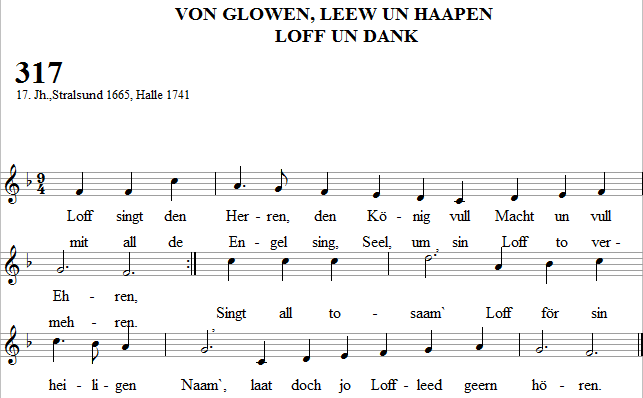 VON GLOWEN, LEEW UN HAAPEN
LOFF UN DANK
317
17. Jh.,Stralsund 1665, Halle 1741
9
4
Loff singt den Her - ren, den Kö - nig vull Macht un vull
mit all de En - gel sing, Seel, um sin Loff to ver-
Eh - ren,
Singt all to - saam` Loff för sin
meh - ren.
hei - li - gen Naam`, laat doch jo Loff - leed geern hö - ren.